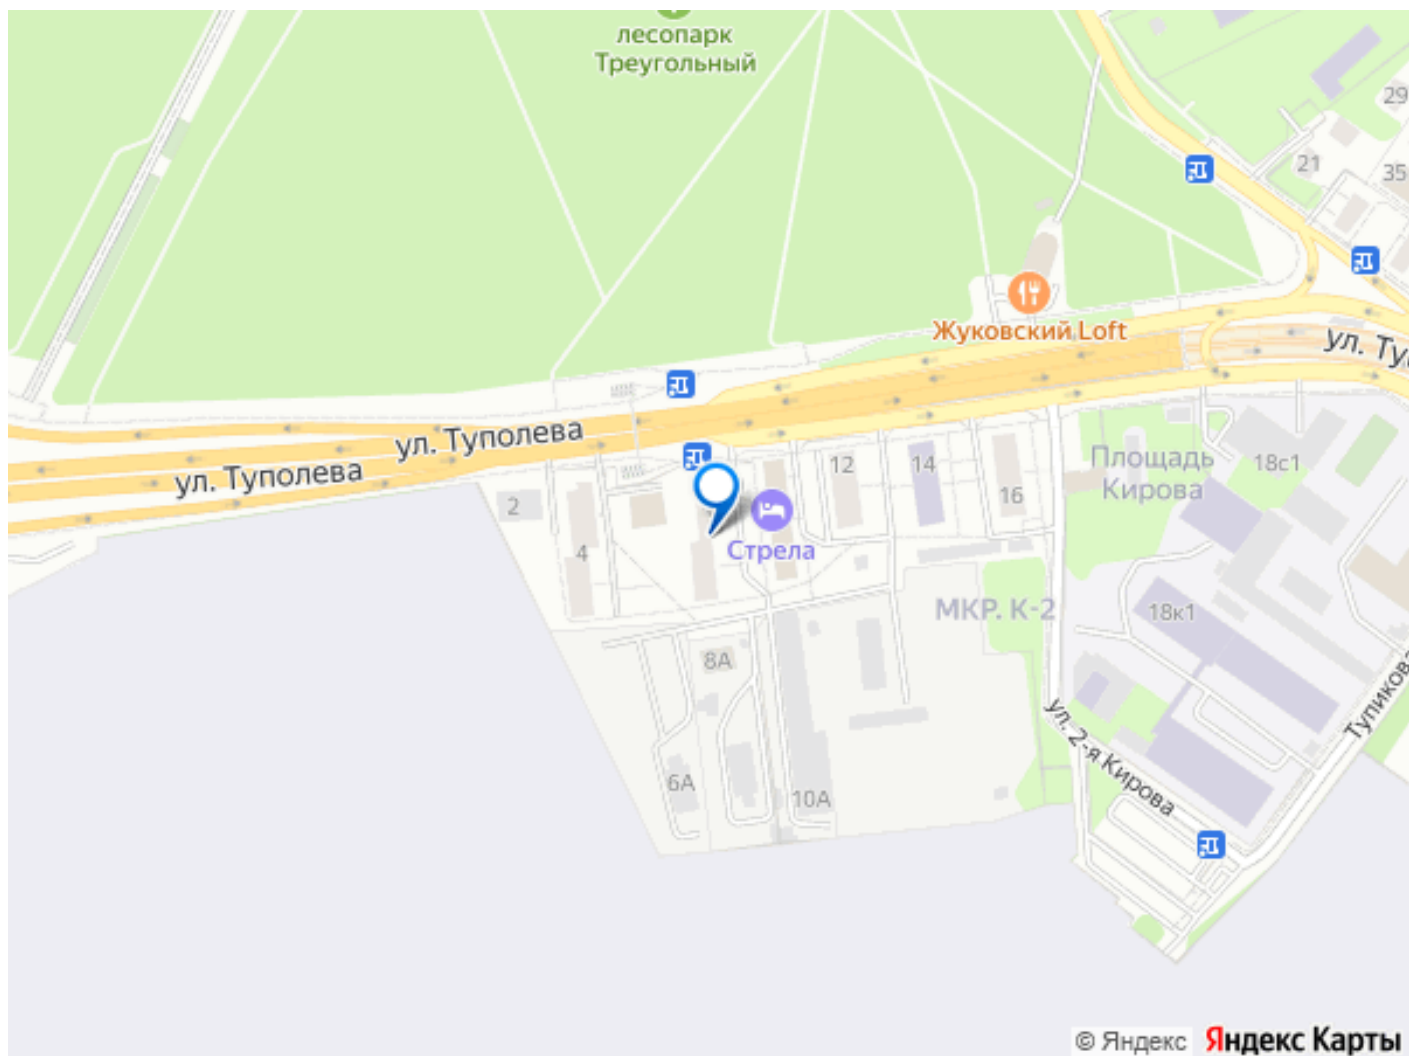 лесопарк
Треугольный
29
21
35
Жуковский Loft
ул. Ту
ул. Туполева
ул. Туполева
12
14
16
Площадь
Кирова
18с1
2
4
Стрела
МКР. К-2
18к1
8А
6А
10А
ул. 2-я Кирова
Тупикова
© Яндекс
Яндекс Карты